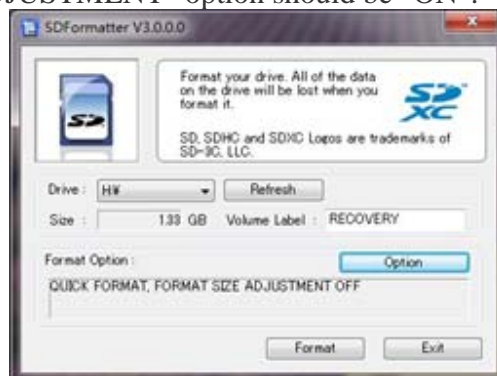 JUSTMENT" option should be "ON".
SDFormatter V3.0.0.0
Format your drive. All of the data
on the drive will be lost when you
format it.
SD, SDHC and SDXC Logos are trademarks of
SD-3C, LLC.
SD
SD
XC
Drive : H¥ Refresh
Size : 1.33 GB Volume Label : RECOVERY
Format Option :
Option
QUICK FORMAT, FORMAT SIZE ADJUSTMENT OFF
Format Exit